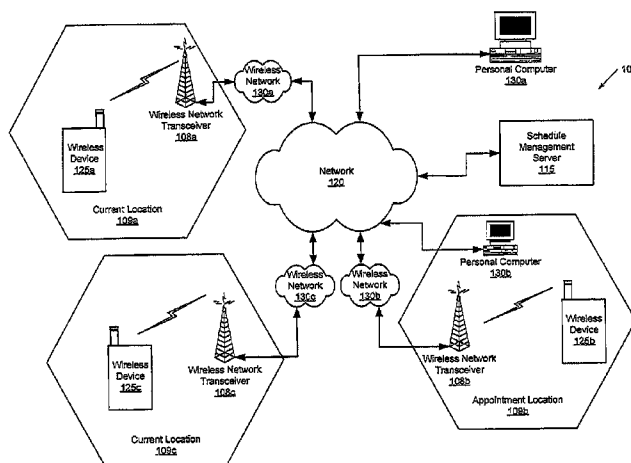 Wireless
Network
130a
Wireless Network
Transceiver
108a
Wireless
Device
125a
Current Location
109a
Personal Computer
130a
10
Schedule
Management
Server
115
Network
120
Personal Computer
130b
Wireless
Network
130c
Wireless
Network
130b
Wireless
Device
125c
Wireless Network
Transceiver
108c
Current Location
109c
Wireless
Device
125b
Wireless Network
Transceiver
108b
Appointment Location
109b